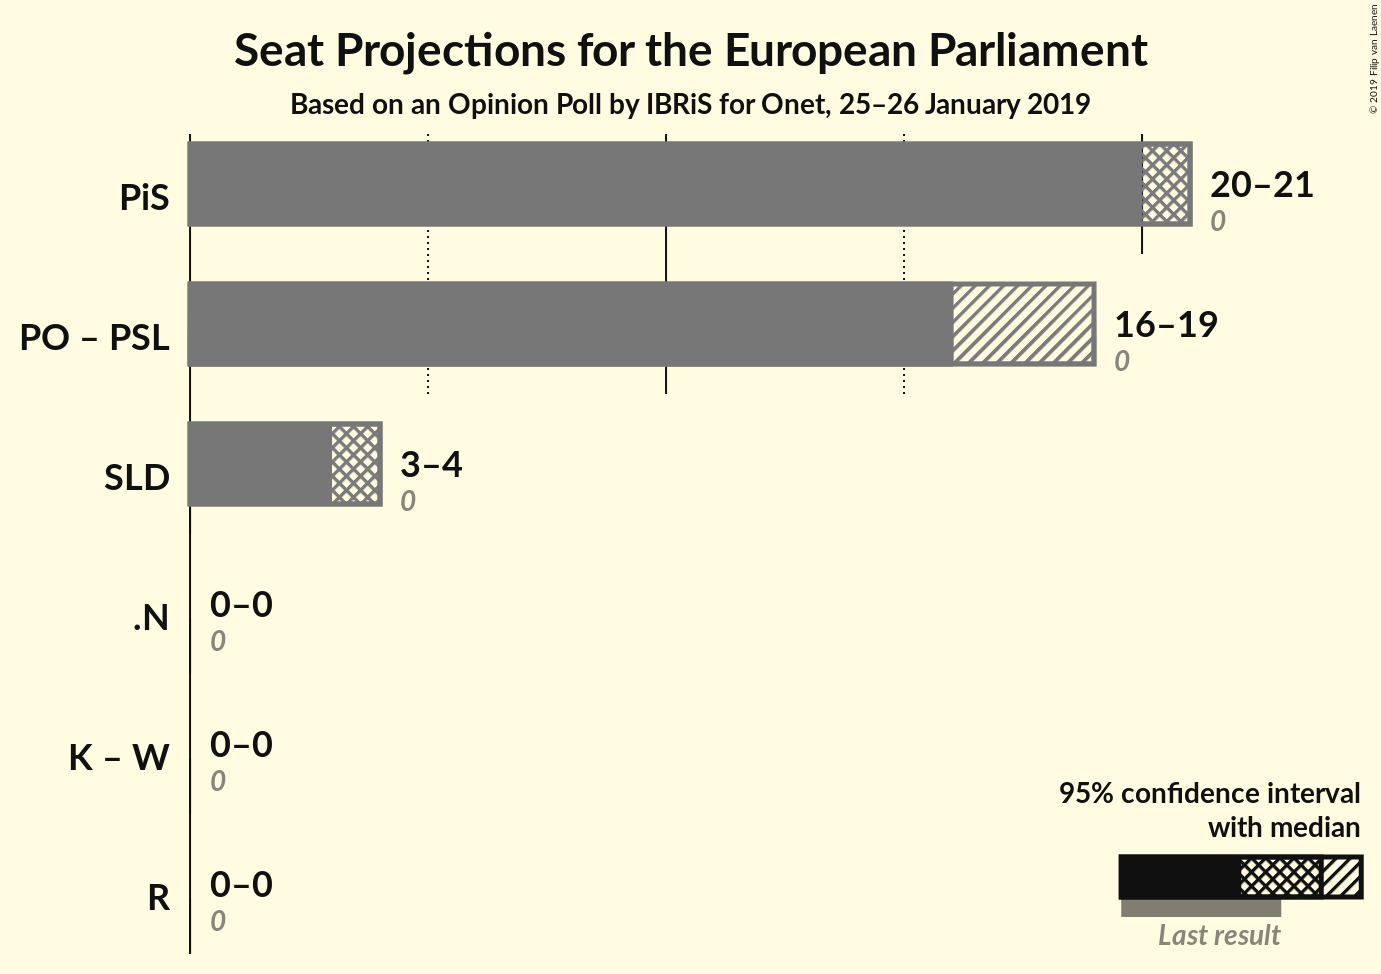 Seat Projections for the European Parliament
Based on an Opinion Poll by IBRiS for Onet, 25–26 January 2019
© 2019 Filip van Laenen
PiS
20–21
0
PO – PSL
16–19
0
SLD
3–4
0
.N
0–0
0
K – W
0–0
0
R
0–0
0
95% confidence interval
with median
Last result